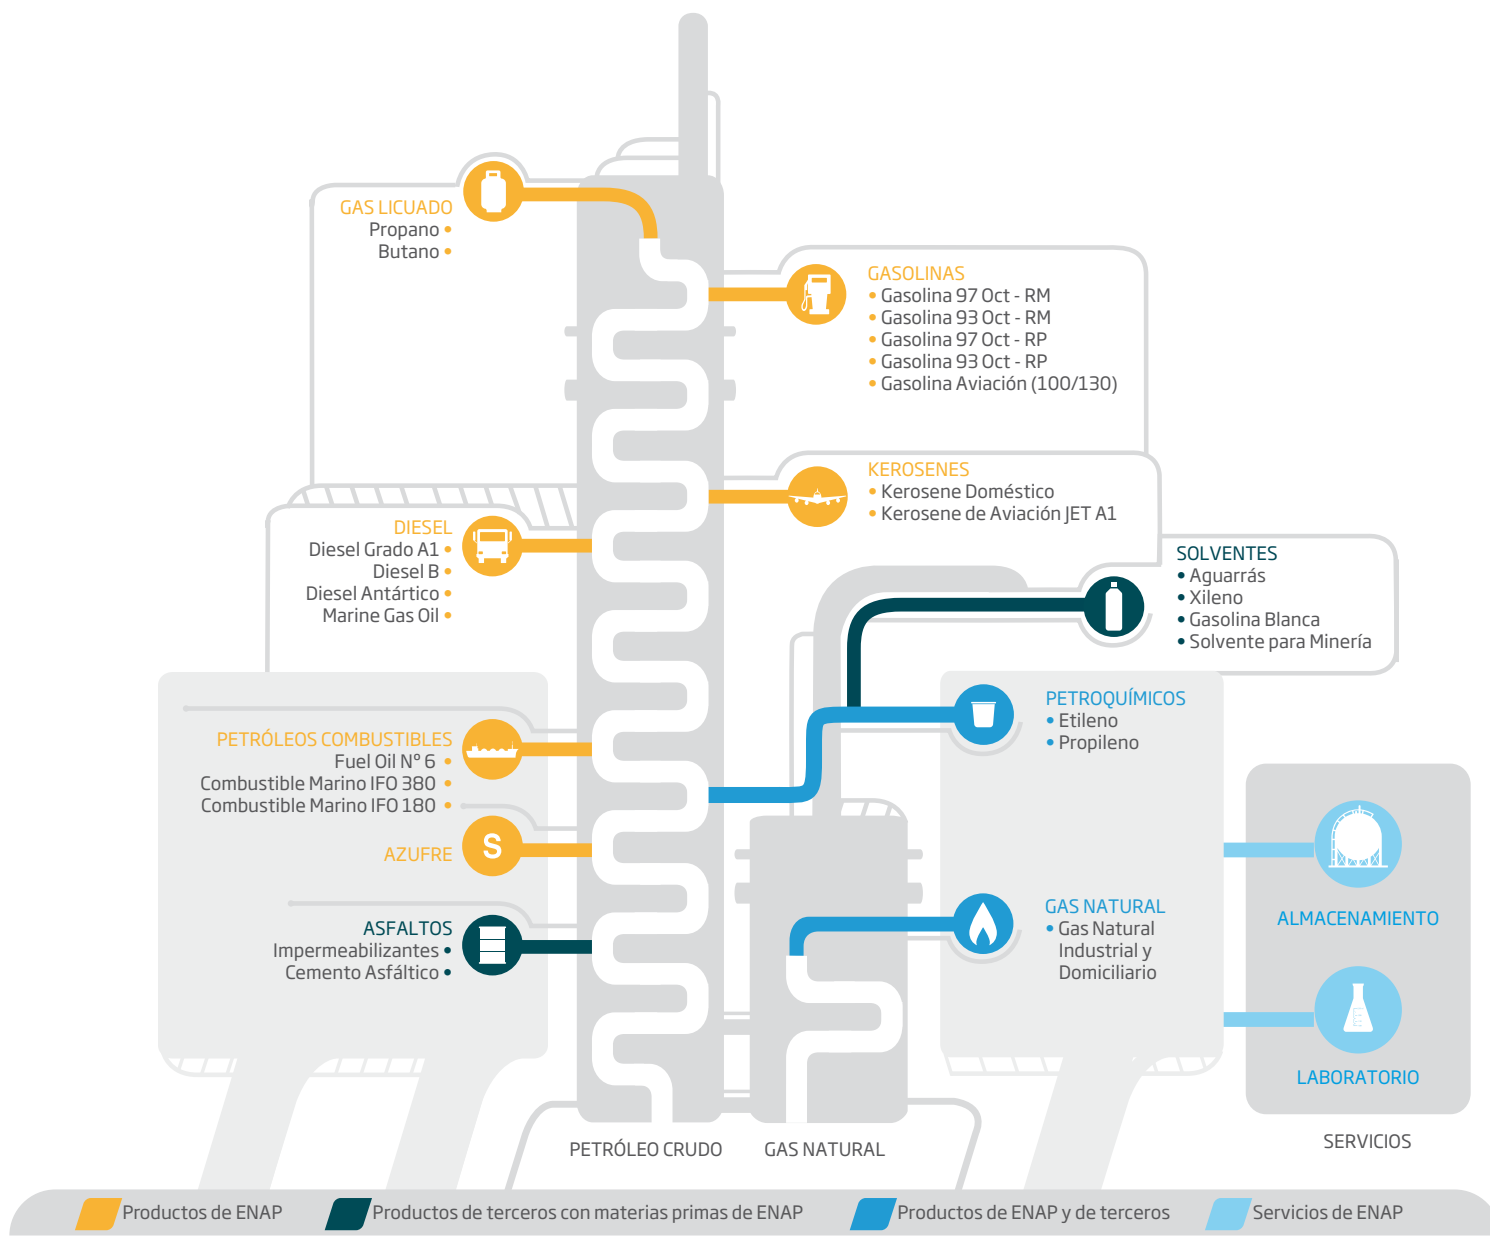 GAS LICUADO
Propano •
Butano •
GASOLINAS
• Gasolina 97 Oct - RM
• Gasolina 93 Oct - RM
• Gasolina 97 Oct - RP
• Gasolina 93 Oct - RP
• Gasolina Aviación (100/130)
KEROSENES
• Kerosene Doméstico
• Kerosene de Aviación JET A1
DIESEL
Diesel Grado A1 •
Diesel B •
Diesel Antártico •
Marine Gas Oil •
SOLVENTES
• Aguarrás
• Xileno
• Gasolina Blanca
• Solvente para Minería
PETROQUÍMICOS
• Etileno
• Propileno
PETRÓLEOS COMBUSTIBLES
Fuel Oil N° 6 •
Combustible Marino IFO 380 •
Combustible Marino IFO 180 •
AZUFRE
S
ASFALTOS
Impermeabilizantes •
Cemento Asfáltico •
GAS NATURAL
• Gas Natural
Industrial y
Domiciliario
ALMACENAMIENTO
LABORATORIO
SERVICIOS
PETRÓLEO CRUDO
GAS NATURAL
Productos de ENAP
Productos de terceros con materias primas de ENAP
Productos de ENAP y de terceros
Servicios de ENAP